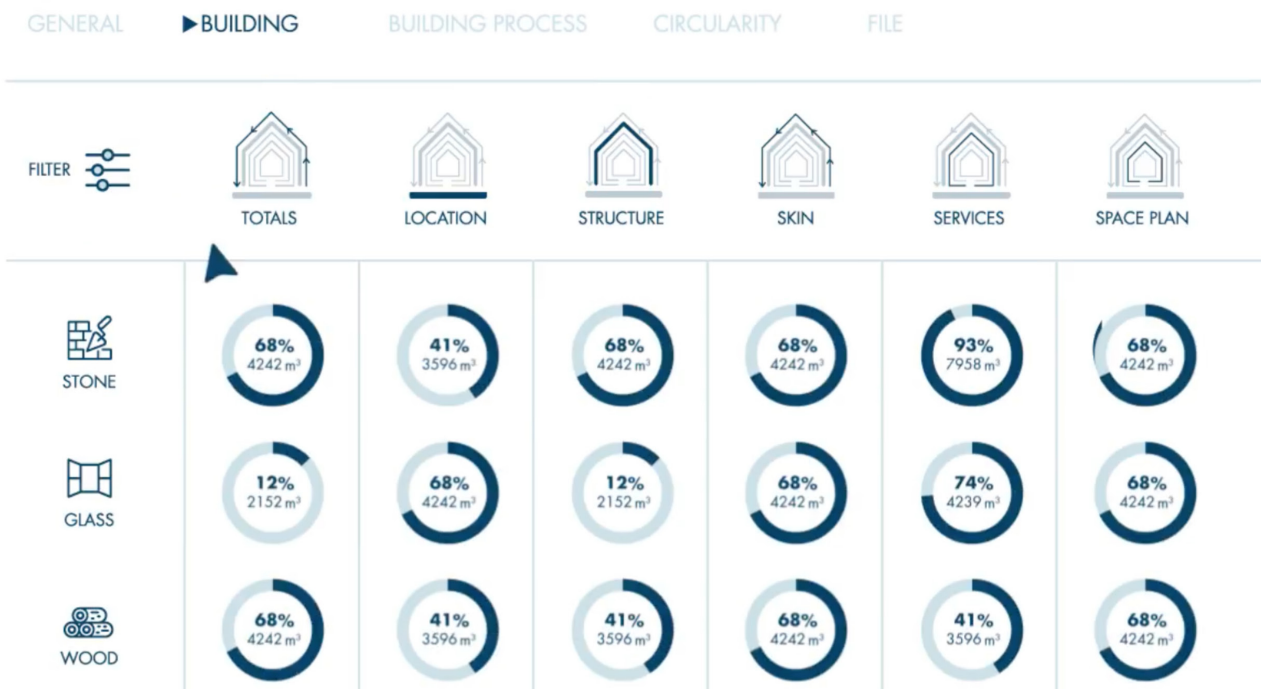 GENERAL ▶BUILDING BUILDING PROCESS CIRCULARITY FILE
FILTER
TOTALS LOCATION STRUCTURE SKIN SERVICES SPACE PLAN
68% 41% 68% 68% 93% 68%
4242 m³ 3596 m³ 4242 m³ 4242 m³ 7958 m³ 4242 m³
STONE
12% 68% 12% 68% 74% 68%
2152 m³ 4242 m³ 2152 m³ 4242 m³ 4239 m³ 4242 m³
GLASS
68% 41% 41% 68% 41% 68%
4242 m³ 3596 m³ 3596 m³ 4242 m³ 3596 m³ 4242 m³
WOOD